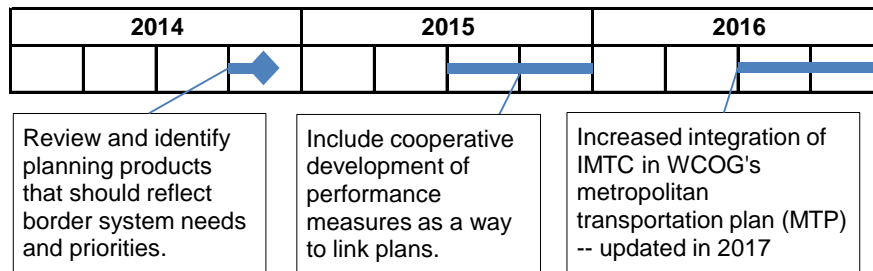 2014 2015 2016
Review and identify
planning products
that should reflect
border system needs
and priorities.
Include cooperative
development of
performance
measures as a way
to link plans.
Increased integration of
IMTC in WCOG's
metropolitan
transportation plan (MTP)
-- updated in 2017